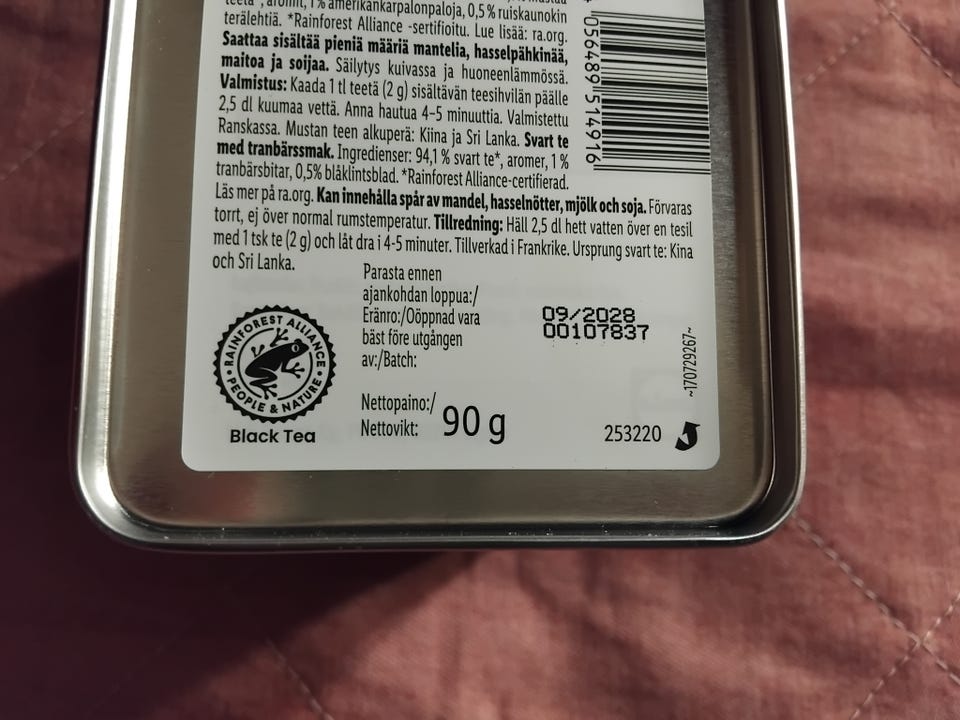 aromit, 1% amerikankarpalonpaloja, 0,5% ruiskaunokin
terälehtiä. *Rainforest Alliance -sertifioitu. Lue lisää: ra.org.
Saattaa sisältää pieniä määriä mantelia, hasselpähkinää,
maitoa ja soijaa. Säilytys kuivassa ja huoneenlämmössä.
Valmistus: Kaada 1 tl teetä (2 g) sisältävän teesihvilän päälle
2,5 dl kuumaa vettä. Anna hautua 4–5 minuuttia. Valmistettu
Ranskassa. Mustan teen alkuperä: Kiina ja Sri Lanka. Svart te
med tranbärssmak. Ingredienser: 94,1 % svart te*, aromer, 1 %
tranbärsbitar, 0,5% blåklintsblad. *Rainforest Alliance-certifierad.
Läs mer på ra.org. Kan innehålla spår av mandel, hasselnötter, mjölk och soja. Förvaras
torrt, ej över normal rumstemperatur. Tillredning: Häll 2,5 dl hett vatten över en tesil
med 1 tsk te (2 g) och låt dra i 4-5 minuter. Tillverkad i Frankrike. Ursprung svart te: Kina
och Sri Lanka.
056489 514916
Parasta ennen
ajankohdan loppua:/
Eränro:/Oöppnad vara
bäst före utgången
av:/Batch:
09/2028
00107837
~170729267~
RAINFOREST ALLIANCE
PEOPLE & NATURE
Black Tea
Nettopaino:/
Nettovikt:
90 g
253220